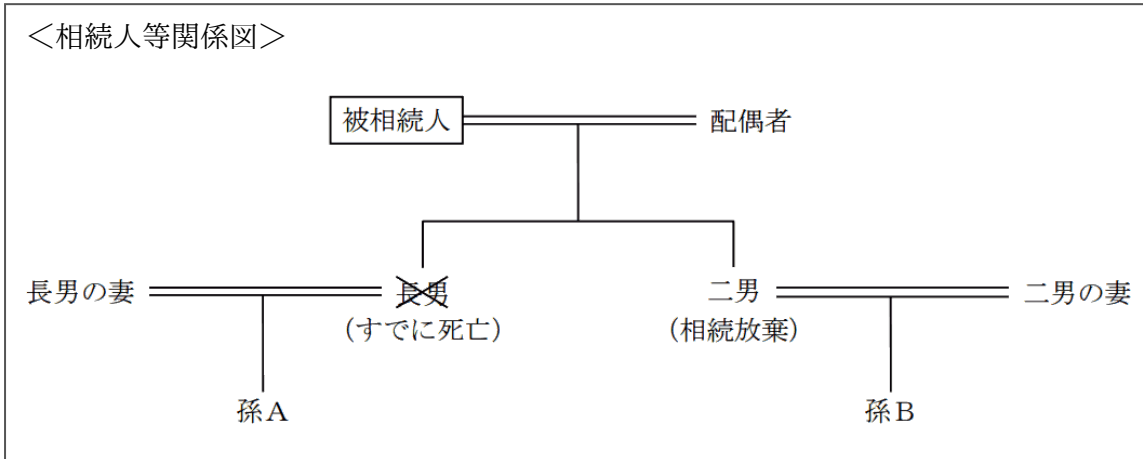 ＜相続人等関係図＞
被相続人 配偶者
長男の妻 長男 二男 二男の妻
（すでに死亡） （相続放棄）
孫Ａ 孫Ｂ